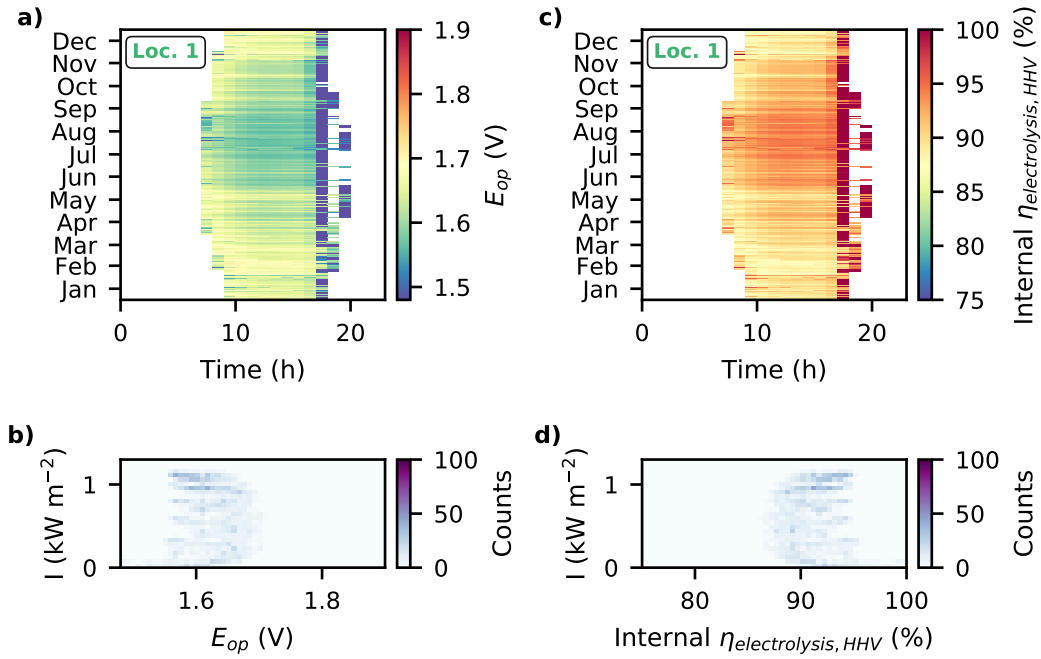 a)
Loc. 1
Dec
Nov
Oct
Sep
Aug
Jul
Jun
May
Apr
Mar
Feb
Jan
0 10 20
Time (h)
1.9
1.8
1.7
1.6
1.5
E_op (V)
c)
Loc. 1
Dec
Nov
Oct
Sep
Aug
Jul
Jun
May
Apr
Mar
Feb
Jan
0 10 20
Time (h)
100
95
90
85
80
75
Internal η_electrolysis, HHV (%)
b)
I (kW m⁻²)
1
0
1.6 1.8
E_op (V)
100
50
0
Counts
d)
I (kW m⁻²)
1
0
80 90 100
Internal η_electrolysis, HHV (%)
100
50
0
Counts